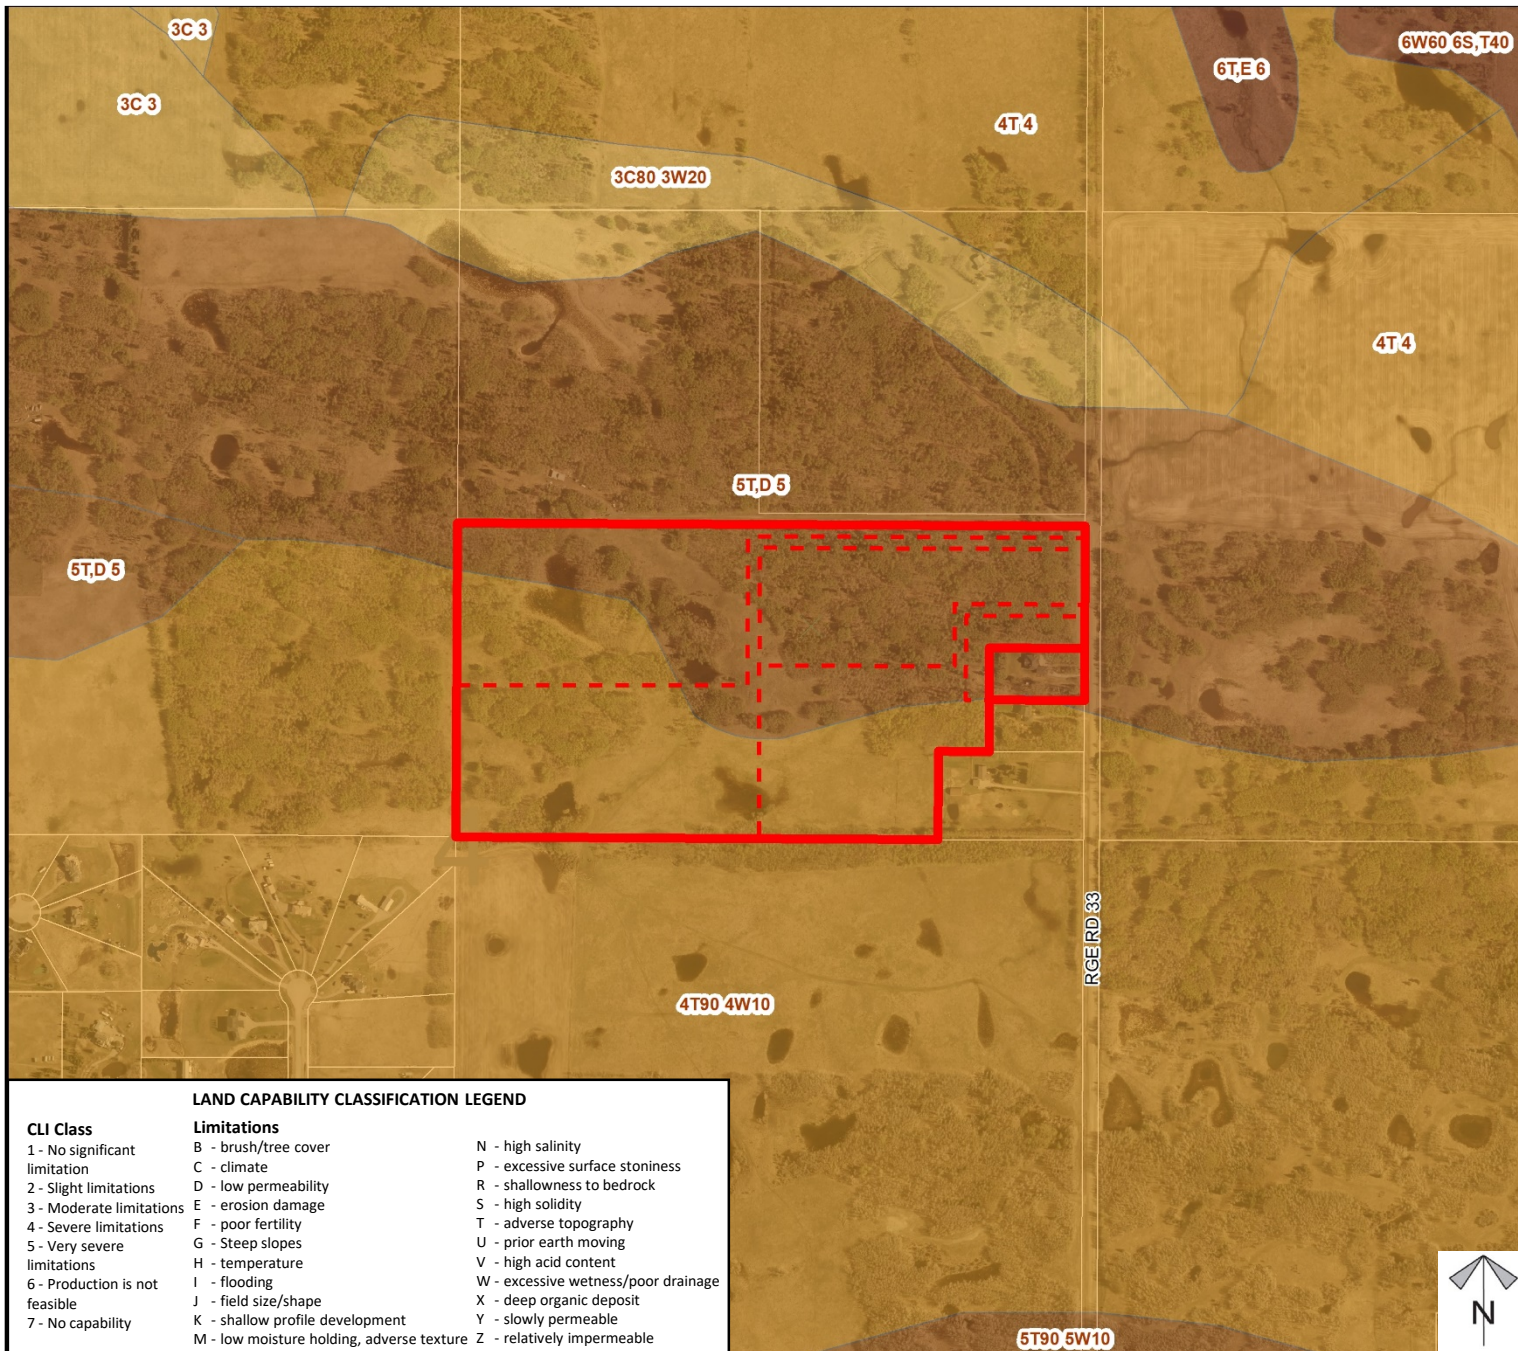 3C 3
6W60 6S,T40
6T,E 6
3C 3
4T 4
3C80 3W20
4T 4
5T,D 5
5T,D 5
RGE RD 33
4T90 4W10
LAND CAPABILITY CLASSIFICATION LEGEND
CLI Class
1 - No significant
limitation
2 - Slight limitations
3 - Moderate limitations
4 - Severe limitations
5 - Very severe
limitations
6 - Production is not
feasible
7 - No capability
Limitations
B - brush/tree cover
C - climate
D - low permeability
E - erosion damage
F - poor fertility
G - Steep slopes
H - temperature
I - flooding
J - field size/shape
K - shallow profile development
M - low moisture holding, adverse texture
N - high salinity
P - excessive surface stoniness
R - shallowness to bedrock
S - high solidity
T - adverse topography
U - prior earth moving
V - high acid content
W - excessive wetness/poor drainage
X - deep organic deposit
Y - slowly permeable
Z - relatively impermeable
5T90 5W10
N